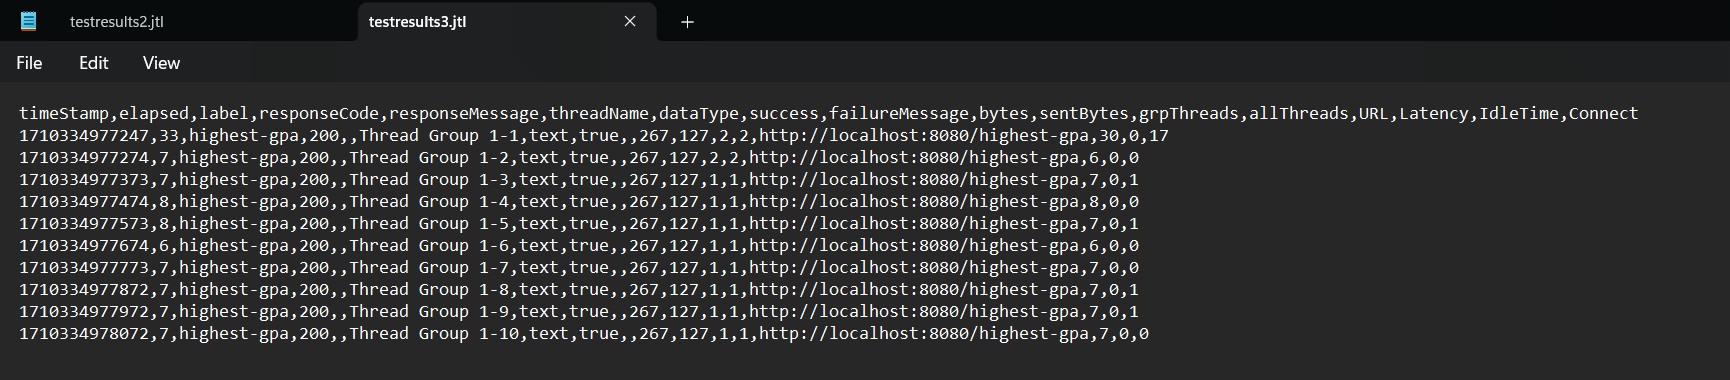 testresults2.jtl testresults3.jtl
File Edit View
timeStamp,elapsed,label,responseCode,responseMessage,threadName,dataType,success,failureMessage,bytes,sentBytes,grpThreads,allThreads,URL,Latency,IdleTime,Connect
1710334977247,33,highest-gpa,200,,Thread Group 1-1,text,true,,267,127,2,2,http://localhost:8080/highest-gpa,30,0,17
1710334977274,7,highest-gpa,200,,Thread Group 1-2,text,true,,267,127,2,2,http://localhost:8080/highest-gpa,6,0,0
1710334977373,7,highest-gpa,200,,Thread Group 1-3,text,true,,267,127,1,1,http://localhost:8080/highest-gpa,7,0,1
1710334977474,8,highest-gpa,200,,Thread Group 1-4,text,true,,267,127,1,1,http://localhost:8080/highest-gpa,8,0,0
1710334977573,8,highest-gpa,200,,Thread Group 1-5,text,true,,267,127,1,1,http://localhost:8080/highest-gpa,7,0,1
1710334977674,6,highest-gpa,200,,Thread Group 1-6,text,true,,267,127,1,1,http://localhost:8080/highest-gpa,6,0,0
1710334977773,7,highest-gpa,200,,Thread Group 1-7,text,true,,267,127,1,1,http://localhost:8080/highest-gpa,7,0,0
1710334977872,7,highest-gpa,200,,Thread Group 1-8,text,true,,267,127,1,1,http://localhost:8080/highest-gpa,7,0,1
1710334977972,7,highest-gpa,200,,Thread Group 1-9,text,true,,267,127,1,1,http://localhost:8080/highest-gpa,7,0,1
1710334978072,7,highest-gpa,200,,Thread Group 1-10,text,true,,267,127,1,1,http://localhost:8080/highest-gpa,7,0,0